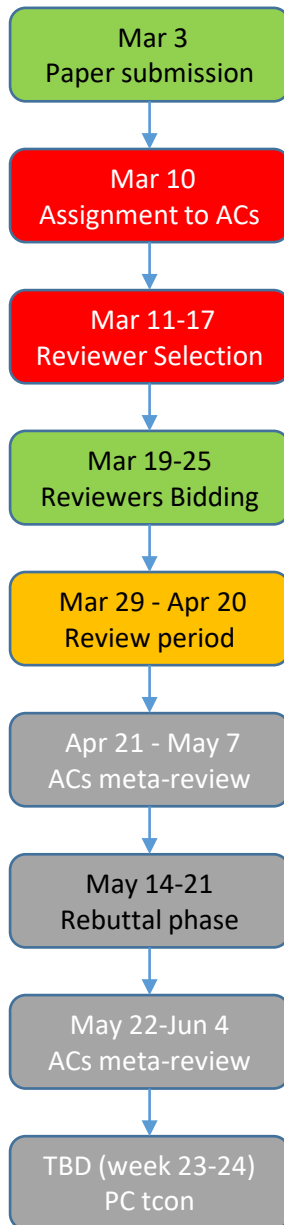 Mar 3
Paper submission
Mar 10
Assignment to ACs
Mar 11-17
Reviewer Selection
Mar 19-25
Reviewers Bidding
Mar 29 - Apr 20
Review period
Apr 21 - May 7
ACs meta-review
May 14-21
Rebuttal phase
May 22-Jun 4
ACs meta-review
TBD (week 23-24)
PC tcon